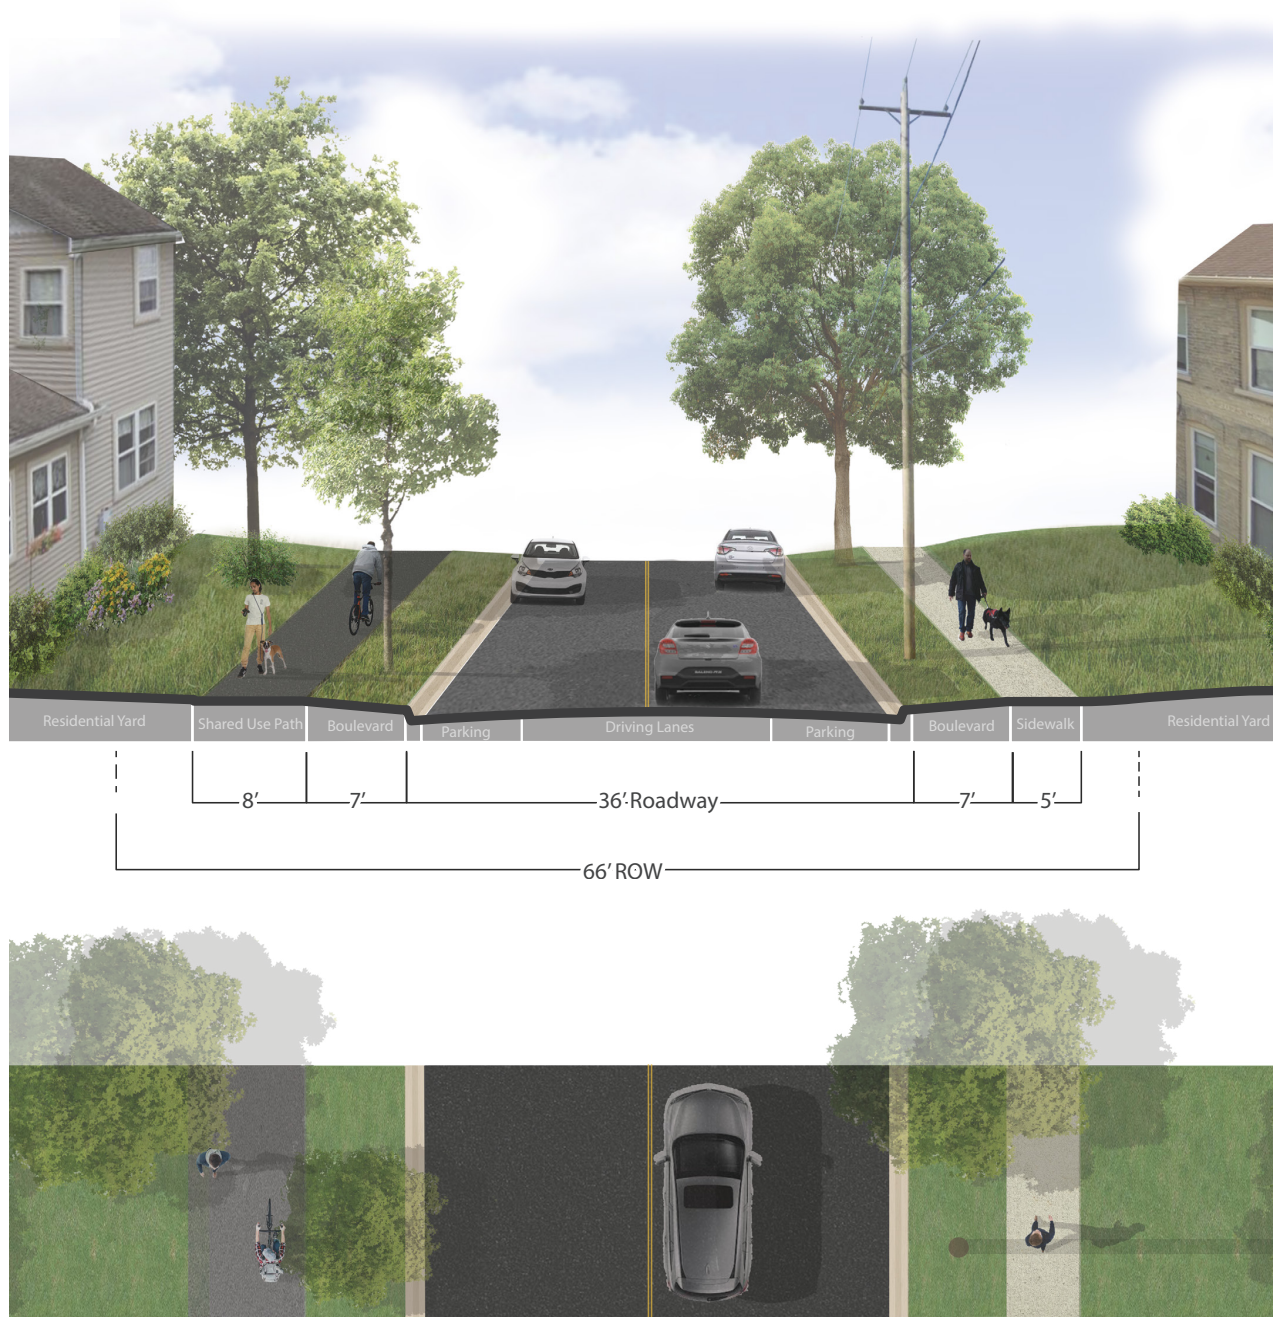 Residential Yard
Shared Use Path
Boulevard
Parking
Driving Lanes
Parking
Boulevard
Sidewalk
Residential Yard
8’
7’
36’ Roadway
7’
5’
66’ ROW